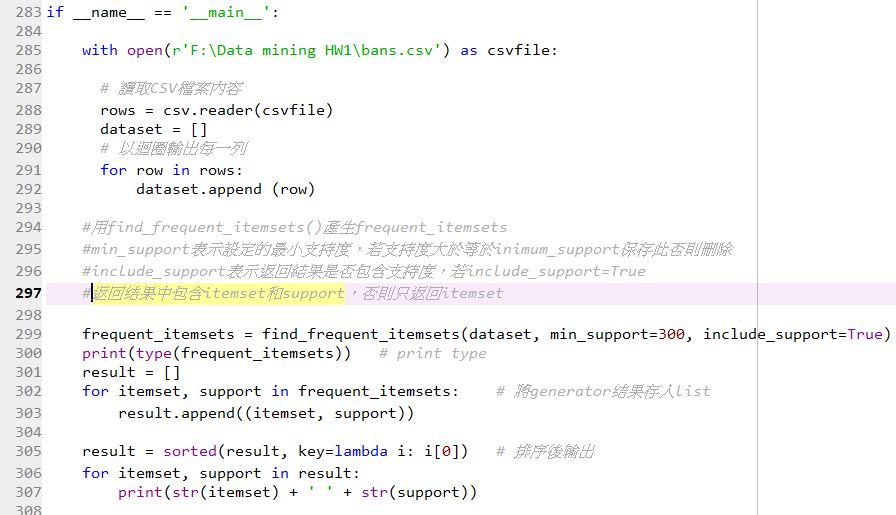 283 if __name__ == '__main__':
284
285 with open(r'F:\Data mining HW1\bans.csv') as csvfile:
286
287 # 讀取CSV檔案內容
288 rows = csv.reader(csvfile)
289 dataset = []
290 # 以迴圈輸出每一列
291 for row in rows:
292 dataset.append (row)
293
294 #用find_frequent_itemsets()產生frequent_itemsets
295 #min_support表示設定的最小支持度，若支持度大於等於inimum_support保存此否則刪除
296 #include_support表示返回結果是否包含支持度，若include_support=True
297 #返回结果中包含itemset和support，否則只返回itemset
298
299 frequent_itemsets = find_frequent_itemsets(dataset, min_support=300, include_support=True)
300 print(type(frequent_itemsets)) # print type
301 result = []
302 for itemset, support in frequent_itemsets: # 將generator结果存入list
303 result.append((itemset, support))
304
305 result = sorted(result, key=lambda i: i[0]) # 排序後输出
306 for itemset, support in result:
307 print(str(itemset) + ' ' + str(support))
308